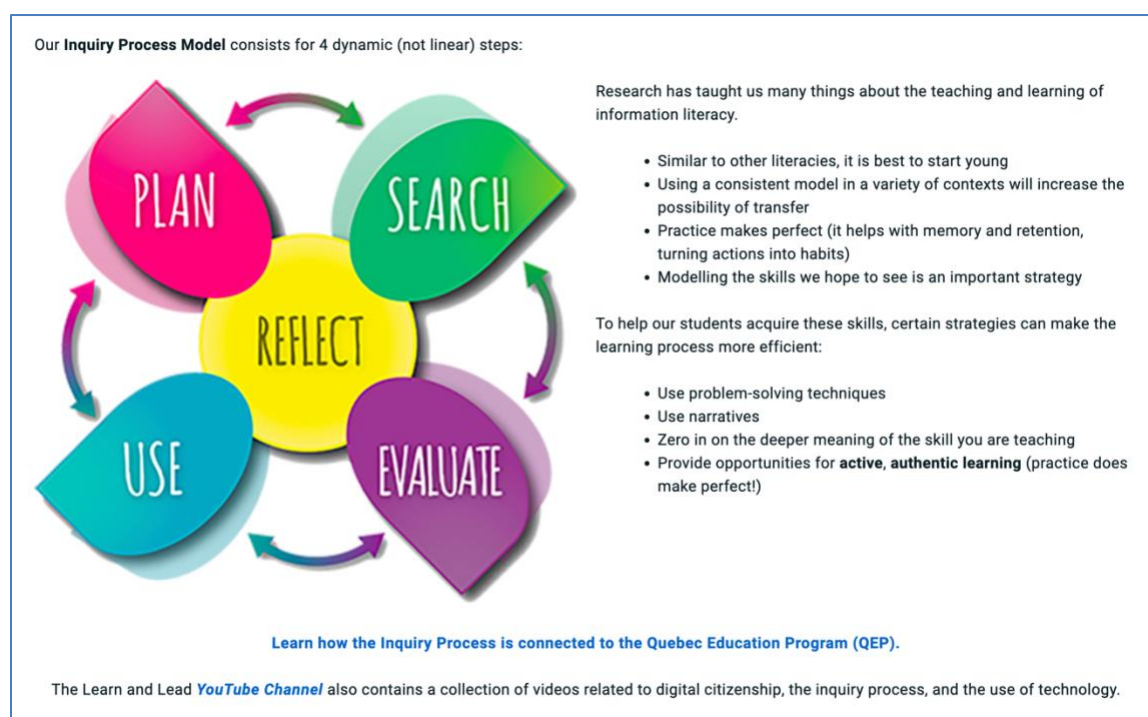 Our Inquiry Process Model consists for 4 dynamic (not linear) steps:
PLAN
SEARCH
REFLECT
USE
EVALUATE
Research has taught us many things about the teaching and learning of
information literacy.
• Similar to other literacies, it is best to start young
• Using a consistent model in a variety of contexts will increase the
possibility of transfer
• Practice makes perfect (it helps with memory and retention,
turning actions into habits)
• Modelling the skills we hope to see is an important strategy
To help our students acquire these skills, certain strategies can make the
learning process more efficient:
• Use problem-solving techniques
• Use narratives
• Zero in on the deeper meaning of the skill you are teaching
• Provide opportunities for active, authentic learning (practice does
make perfect!)
Learn how the Inquiry Process is connected to the Quebec Education Program (QEP).
The Learn and Lead YouTube Channel also contains a collection of videos related to digital citizenship, the inquiry process, and the use of technology.